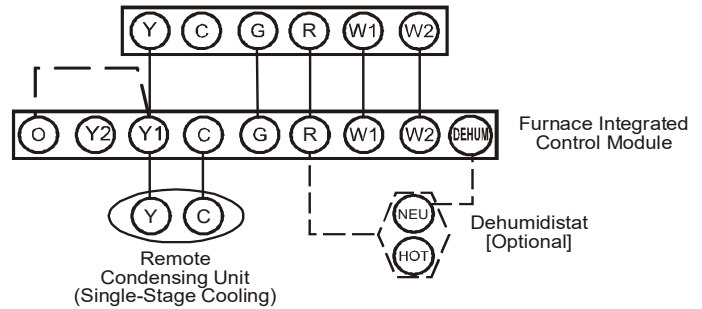 Y C G R W1 W2
O Y2 Y1 C G R W1 W2 DEHUM
Furnace Integrated
Control Module
Y C
NEU
HOT
Dehumidistat
[Optional]
Remote
Condensing Unit
(Single-Stage Cooling)